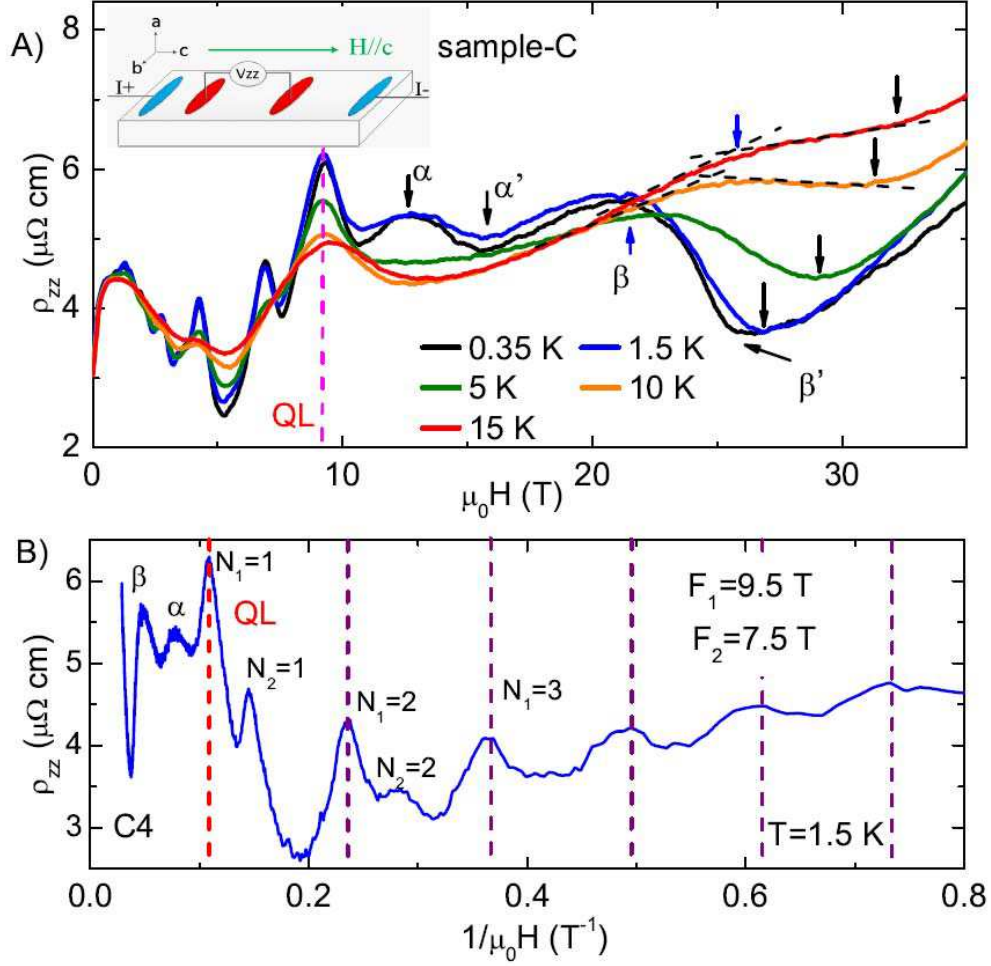 A)
sample-C
a
b
c
H//c
Vzz
I+
I-
8
6
4
2
ρzz (μΩ cm)
α
α’
β
β’
QL
0.35 K
1.5 K
5 K
10 K
15 K
0
10
20
30
μ₀H (T)
B)
6
5
4
3
ρzz (μΩ cm)
β
α
N₁=1
QL
N₂=1
N₁=2
N₂=2
N₁=3
F₁=9.5 T
F₂=7.5 T
C4
T=1.5 K
0.0
0.2
0.4
0.6
0.8
1/μ₀H (T⁻¹)